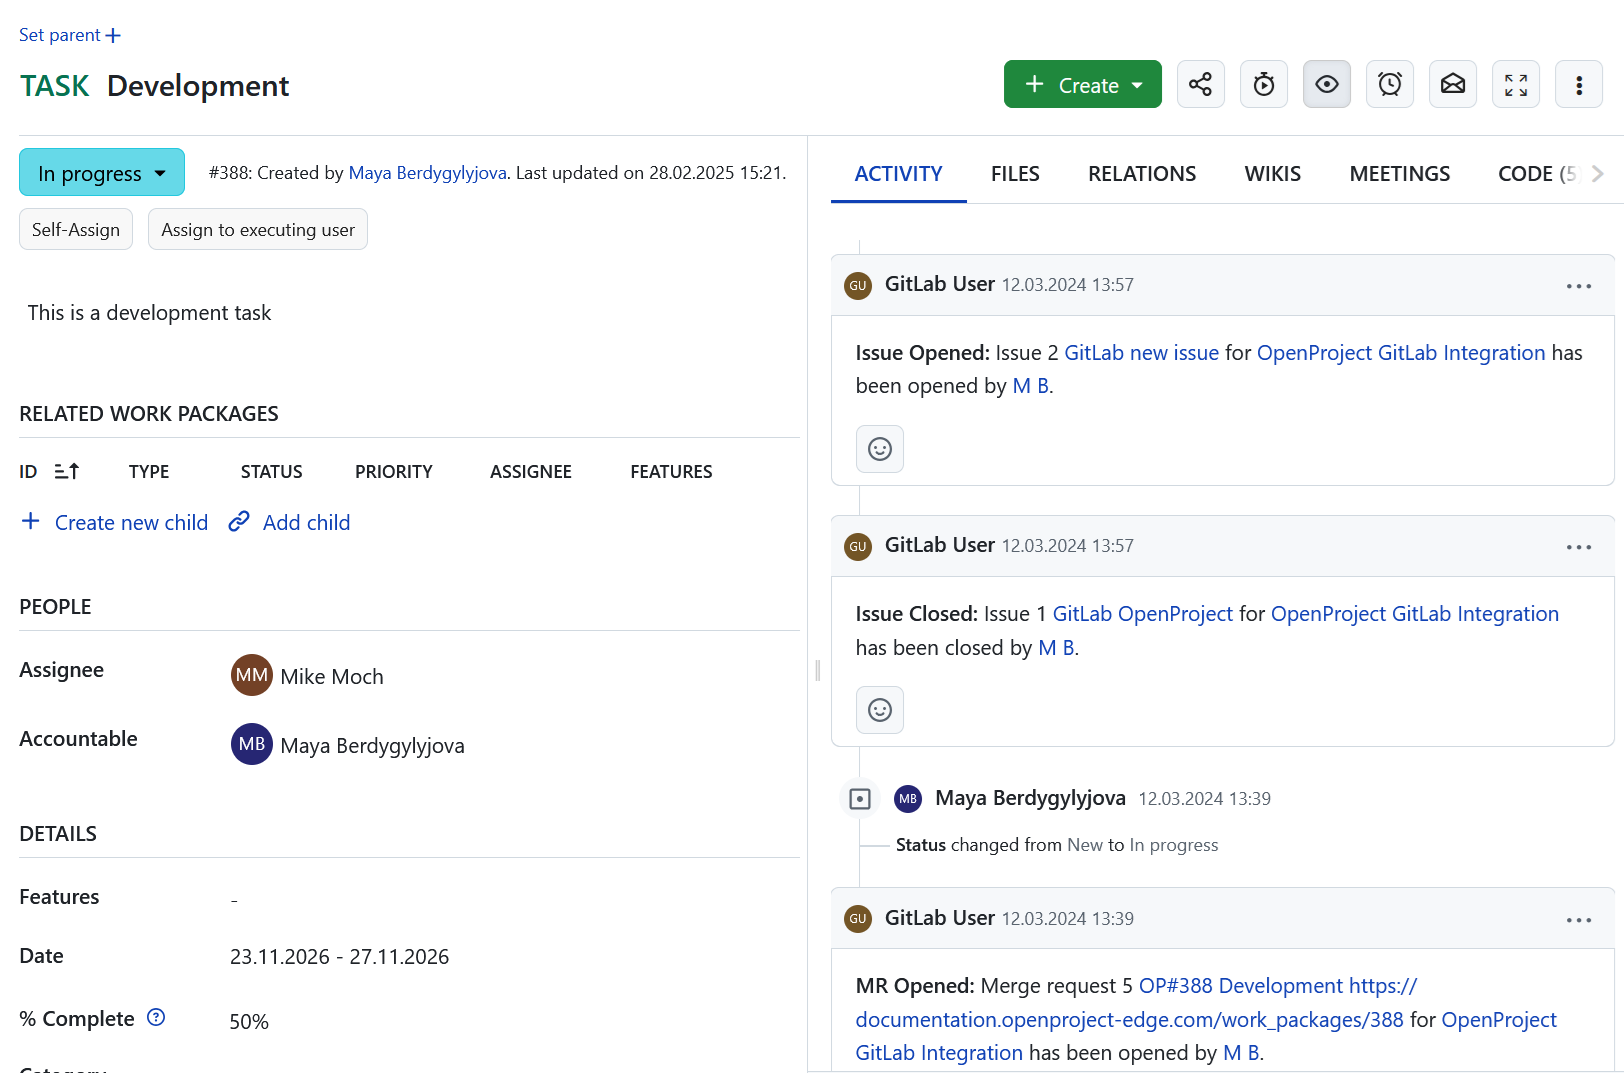 Set parent
TASK Development
Create
In progress
#388: Created by Maya Berdygylyjova. Last updated on 28.02.2025 15:21.
Self-Assign
Assign to executing user
This is a development task
RELATED WORK PACKAGES
ID TYPE STATUS PRIORITY ASSIGNEE FEATURES
Create new child Add child
PEOPLE
Assignee MM Mike Moch
Accountable MB Maya Berdygylyjova
DETAILS
Features -
Date 23.11.2026 - 27.11.2026
% Complete 50%
Category
ACTIVITY FILES RELATIONS WIKIS MEETINGS CODE (5)
GU GitLab User 12.03.2024 13:57
Issue Opened: Issue 2 GitLab new issue for OpenProject GitLab Integration has
been opened by M B.
GU GitLab User 12.03.2024 13:57
Issue Closed: Issue 1 GitLab OpenProject for OpenProject GitLab Integration
has been closed by M B.
MB Maya Berdygylyjova 12.03.2024 13:39
Status changed from New to In progress
GU GitLab User 12.03.2024 13:39
MR Opened: Merge request 5 OP#388 Development https://
documentation.openproject-edge.com/work_packages/388 for OpenProject
GitLab Integration has been opened by M B.